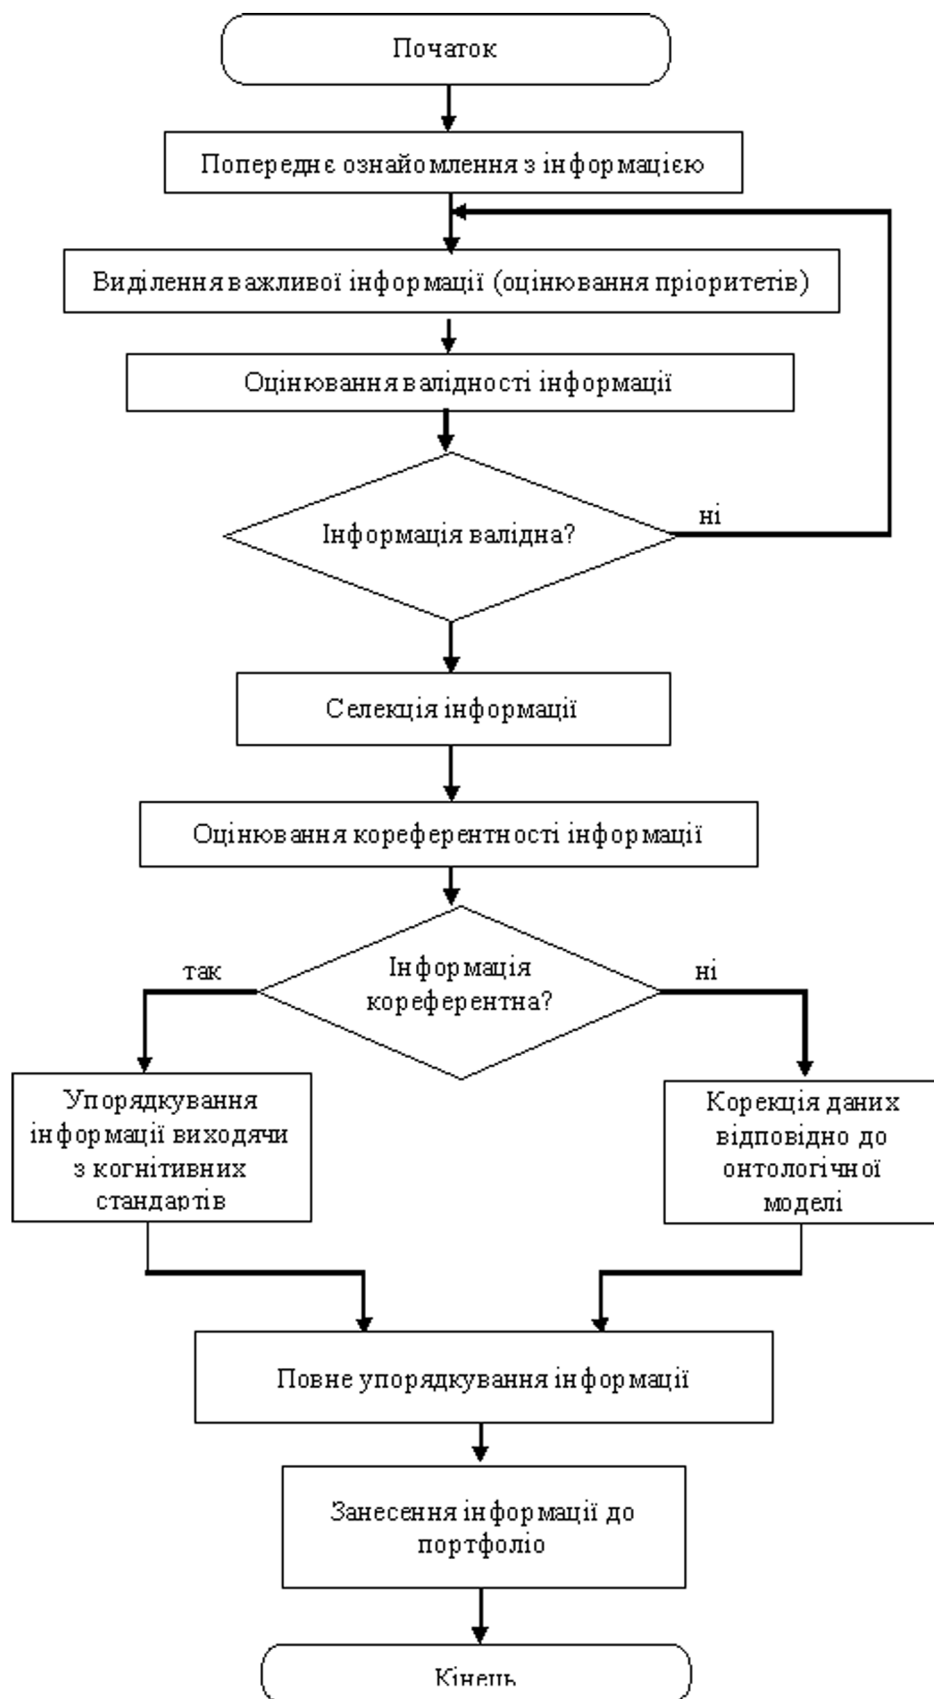 Початок
Попереднє ознайомлення з інформацією
Виділення важливої інформації (оцінювання пріоритетів)
Оцінювання валідності інформації
Інформація валідна?
ні
Селекція інформації
Оцінювання кореферентності інформації
Інформація
кореферентна?
так
ні
Упорядкування
інформації виходячи
з когнітивних
стандартів
Корекція даних
відповідно до
онтологічної
моделі
Повне упорядкування інформації
Занесення інформації до
портфоліо
Кінець